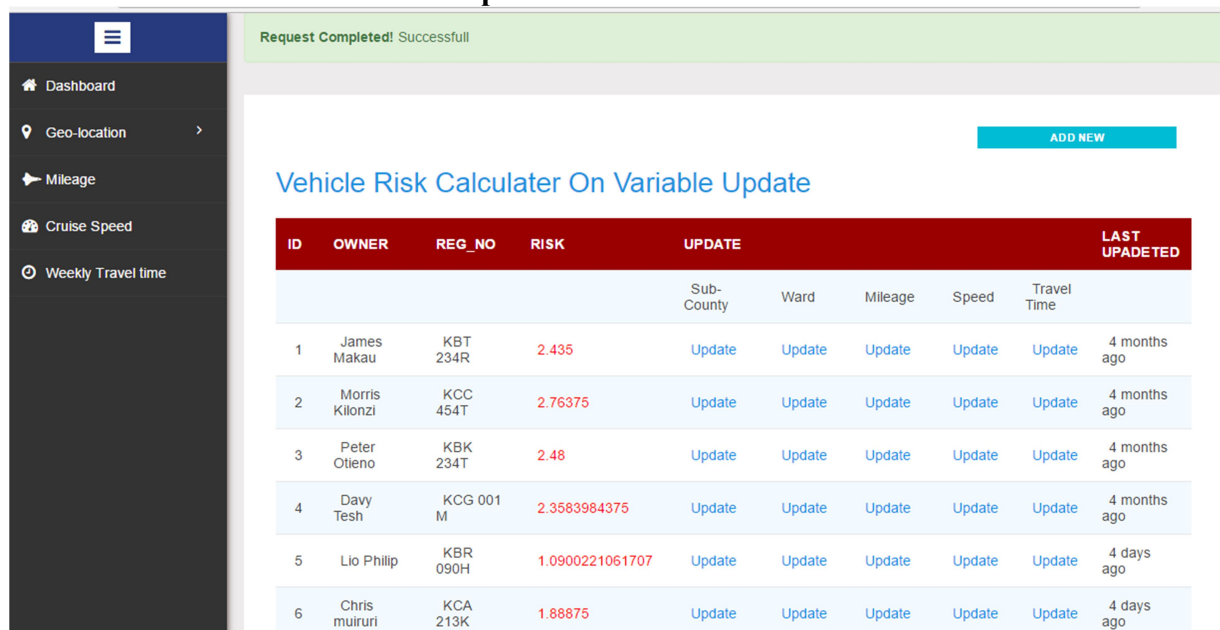 Request Completed! Successfull
Dashboard
Geo-location
Mileage
Cruise Speed
Weekly Travel time
ADD NEW
Vehicle Risk Calculater On Variable Update
ID OWNER REG_NO RISK UPDATE LAST UPADETED
Sub-County Ward Mileage Speed Travel Time
1 James Makau KBT 234R 2.435 Update Update Update Update Update 4 months ago
2 Morris Kilonzi KCC 454T 2.76375 Update Update Update Update Update 4 months ago
3 Peter Otieno KBK 234T 2.48 Update Update Update Update Update 4 months ago
4 Davy Tesh KCG 001 M 2.3583984375 Update Update Update Update Update 4 months ago
5 Lio Philip KBR 090H 1.0900221061707 Update Update Update Update Update 4 days ago
6 Chris muiruri KCA 213K 1.88875 Update Update Update Update Update 4 days ago